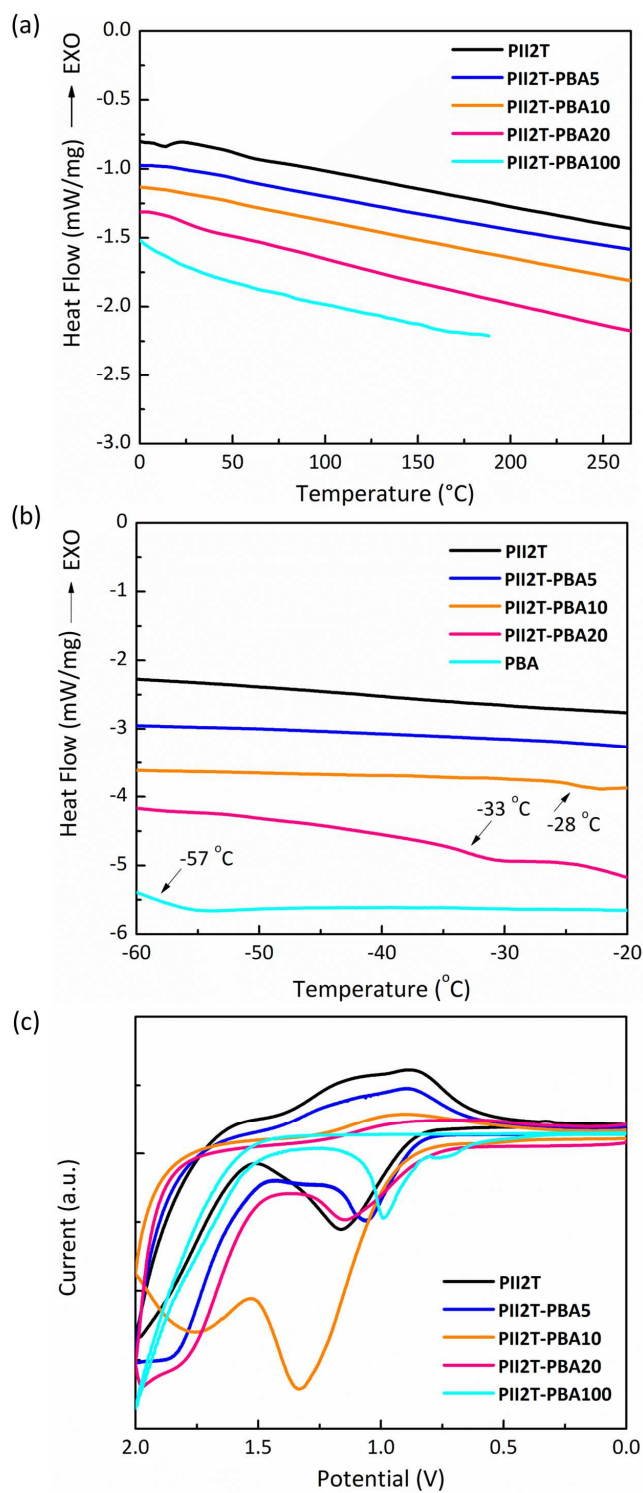 (a)
0.0
-0.5
-1.0
-1.5
-2.0
-2.5
-3.0
Heat Flow (mW/mg) ⟶ EXO
PII2T
PII2T-PBA5
PII2T-PBA10
PII2T-PBA20
PII2T-PBA100
0 50 100 150 200 250
Temperature (°C)
(b)
0
-1
-2
-3
-4
-5
-6
Heat Flow (mW/mg) ⟶ EXO
PII2T
PII2T-PBA5
PII2T-PBA10
PII2T-PBA20
PBA
-33 °C
-28 °C
-57 °C
-60 -50 -40 -30 -20
Temperature (°C)
(c)
Current (a.u.)
PII2T
PII2T-PBA5
PII2T-PBA10
PII2T-PBA20
PII2T-PBA100
2.0 1.5 1.0 0.5 0.0
Potential (V)